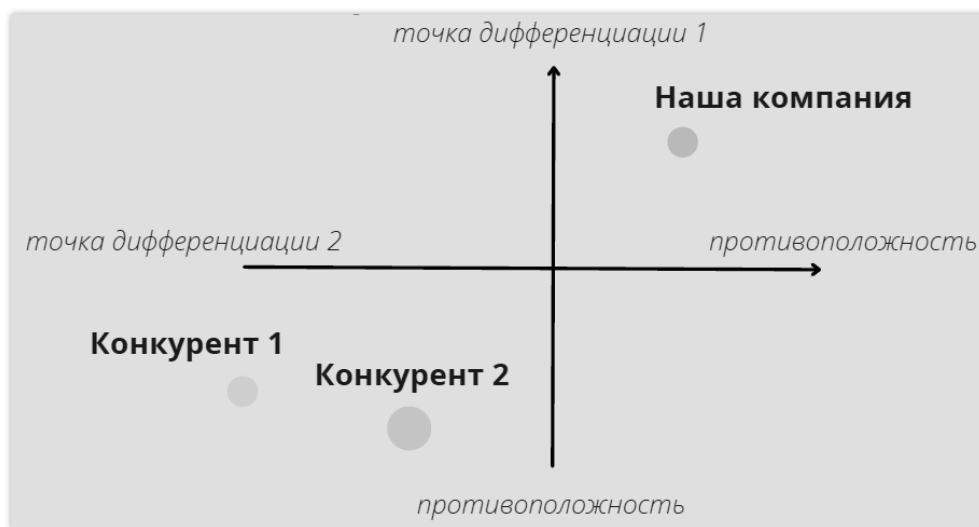 точка дифференциации 1
Наша компания
точка дифференциации 2
противоположность
Конкурент 1
Конкурент 2
противоположность